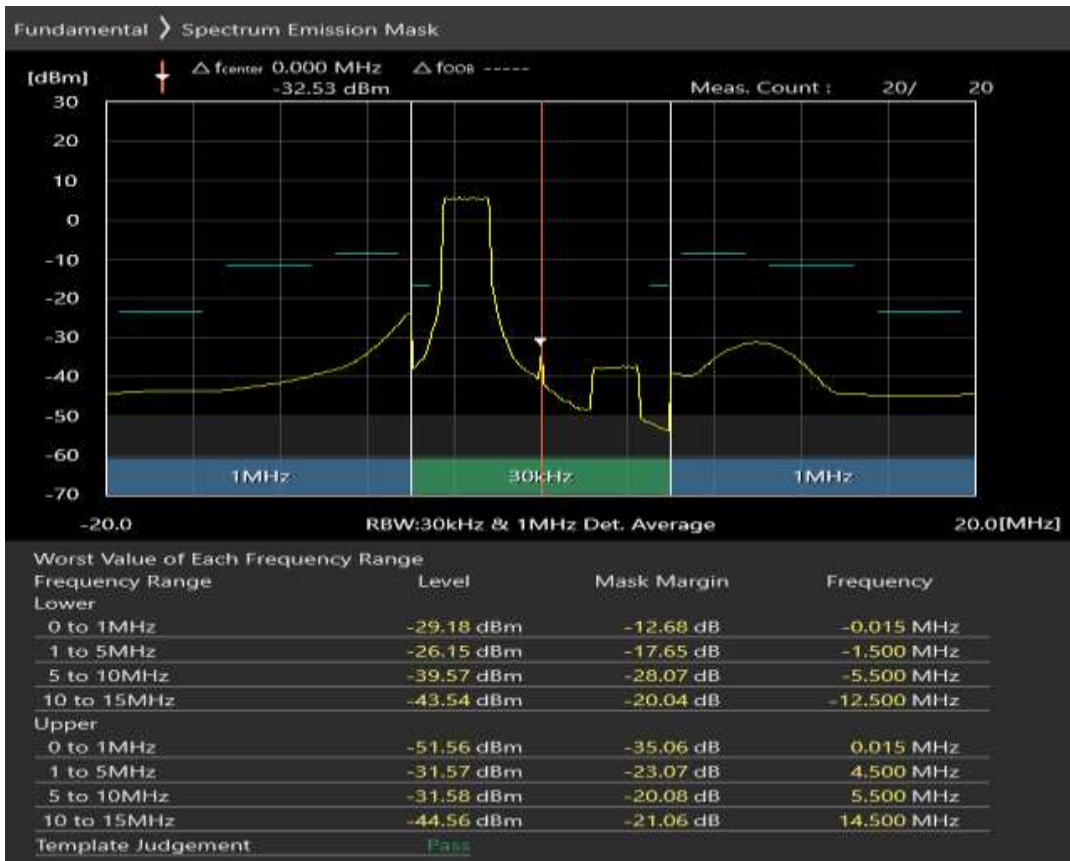 Fundamental ❯ Spectrum Emission Mask
△ fcenter 0.000 MHz △ fOOB -----
-32.53 dBm
Meas. Count : 20/ 20
[dBm]
30
20
10
0
-10
-20
-30
-40
-50
-60
-70
1MHz 30kHz 1MHz
-20.0 RBW:30kHz & 1MHz Det. Average 20.0[MHz]
Worst Value of Each Frequency Range
Frequency Range Level Mask Margin Frequency
Lower
0 to 1MHz -29.18 dBm -12.68 dB -0.015 MHz
1 to 5MHz -26.15 dBm -17.65 dB -1.500 MHz
5 to 10MHz -39.57 dBm -28.07 dB -5.500 MHz
10 to 15MHz -43.54 dBm -20.04 dB -12.500 MHz
Upper
0 to 1MHz -51.56 dBm -35.06 dB 0.015 MHz
1 to 5MHz -31.57 dBm -23.07 dB 4.500 MHz
5 to 10MHz -31.58 dBm -20.08 dB 5.500 MHz
10 to 15MHz -44.56 dBm -21.06 dB 14.500 MHz
Template Judgement Pass